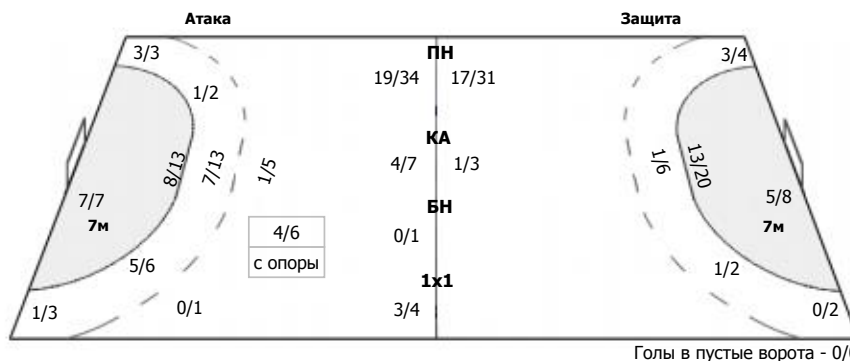 Атака Защита
3/3 ПН 3/4
19/34 17/31
1/2
КА
8/13 7/13 1/5 4/7 1/3 1/6 13/20
7/7 БН 5/8
7м 4/6 0/1 7м
с опоры
5/6 1/2
1x1
1/3 0/1 3/4 0/2
Голы в пустые ворота - 0/